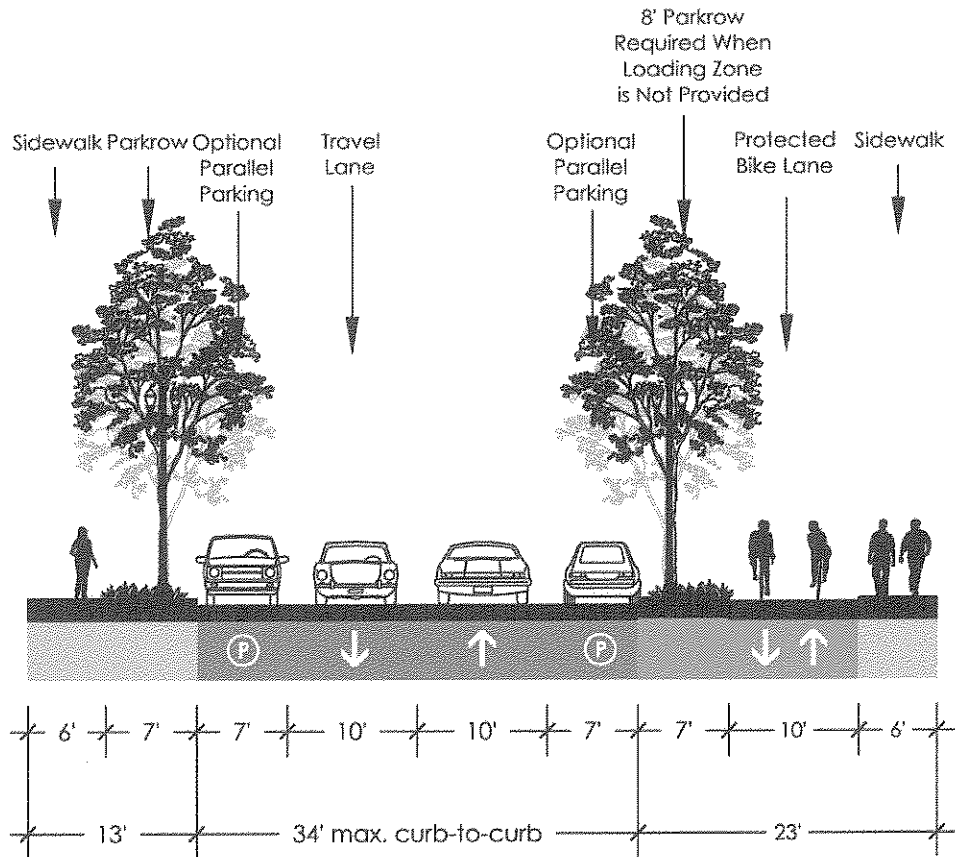 8' Parkrow
Required When
Loading Zone
is Not Provided
Sidewalk
Parkrow
Optional
Parallel
Parking
Travel
Lane
Optional
Parallel
Parking
Protected
Bike Lane
Sidewalk
P
P
6' 7' 7' 10' 10' 7' 7' 10' 6'
13' 34' max. curb-to-curb 23'